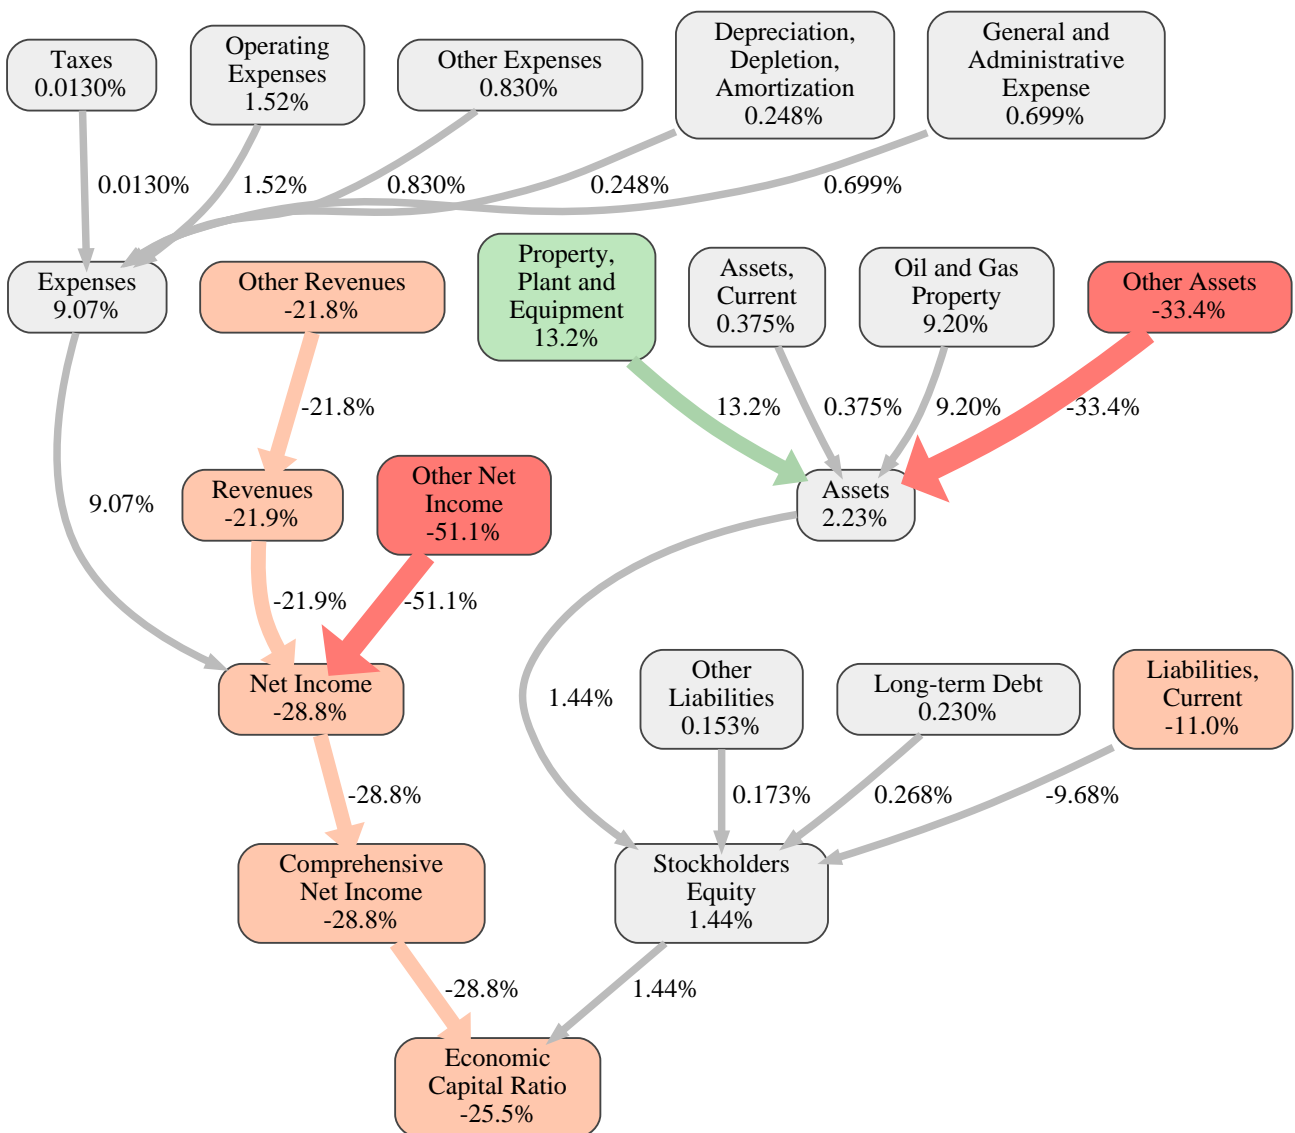 Taxes
0.0130%
Operating
Expenses
1.52%
Other Expenses
0.830%
Depreciation,
Depletion,
Amortization
0.248%
General and
Administrative
Expense
0.699%
0.0130%
1.52%
0.830%
0.248%
0.699%
Expenses
9.07%
Other Revenues
-21.8%
Property,
Plant and
Equipment
13.2%
Assets,
Current
0.375%
Oil and Gas
Property
9.20%
Other Assets
-33.4%
-21.8%
13.2%
0.375%
9.20%
-33.4%
9.07%
Revenues
-21.9%
Other Net
Income
-51.1%
Assets
2.23%
-21.9%
-51.1%
Net Income
-28.8%
1.44%
Other
Liabilities
0.153%
Long-term Debt
0.230%
Liabilities,
Current
-11.0%
-28.8%
0.173%
0.268%
-9.68%
Comprehensive
Net Income
-28.8%
Stockholders
Equity
1.44%
-28.8%
1.44%
Economic
Capital Ratio
-25.5%